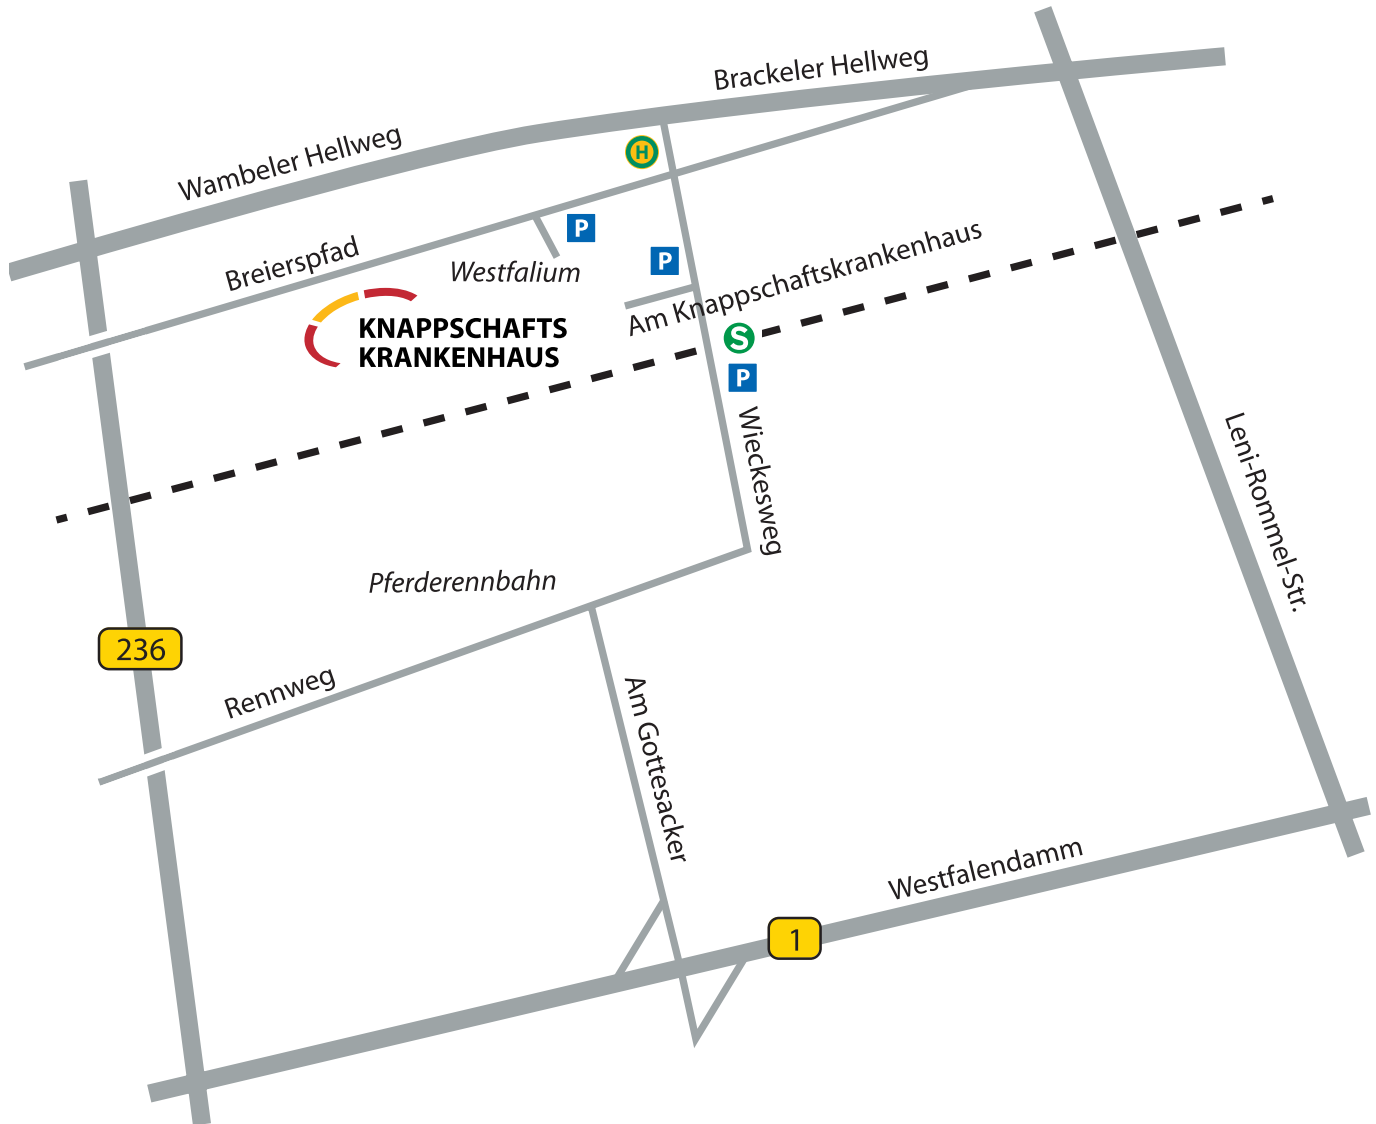 Brackeler Hellweg
Wambeler Hellweg
H
P
Breierspfad
Westfalium
P
Am Knappschaftskrankenhaus
KNAPPSCHAFTS
KRANKENHAUS
S
P
Wieckesweg
Leni-Rommel-Str.
Pferderennbahn
236
Rennweg
Am Gottesacker
Westfalendamm
1